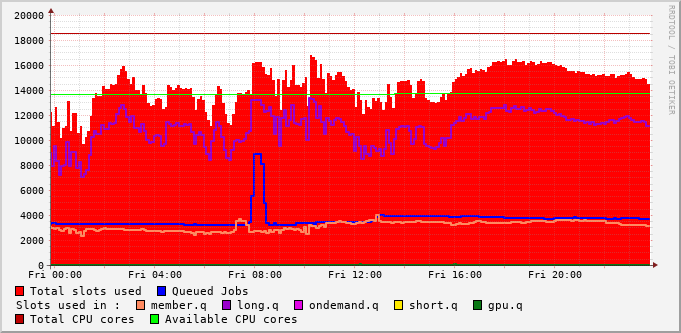 RRDTOOL / TOBI OETIKER
20000
18000
16000
14000
12000
10000
8000
6000
4000
2000
0
Fri 00:00 Fri 04:00 Fri 08:00 Fri 12:00 Fri 16:00 Fri 20:00
Total slots used Queued Jobs
Slots used in : member.q long.q ondemand.q short.q gpu.q
Total CPU cores Available CPU cores